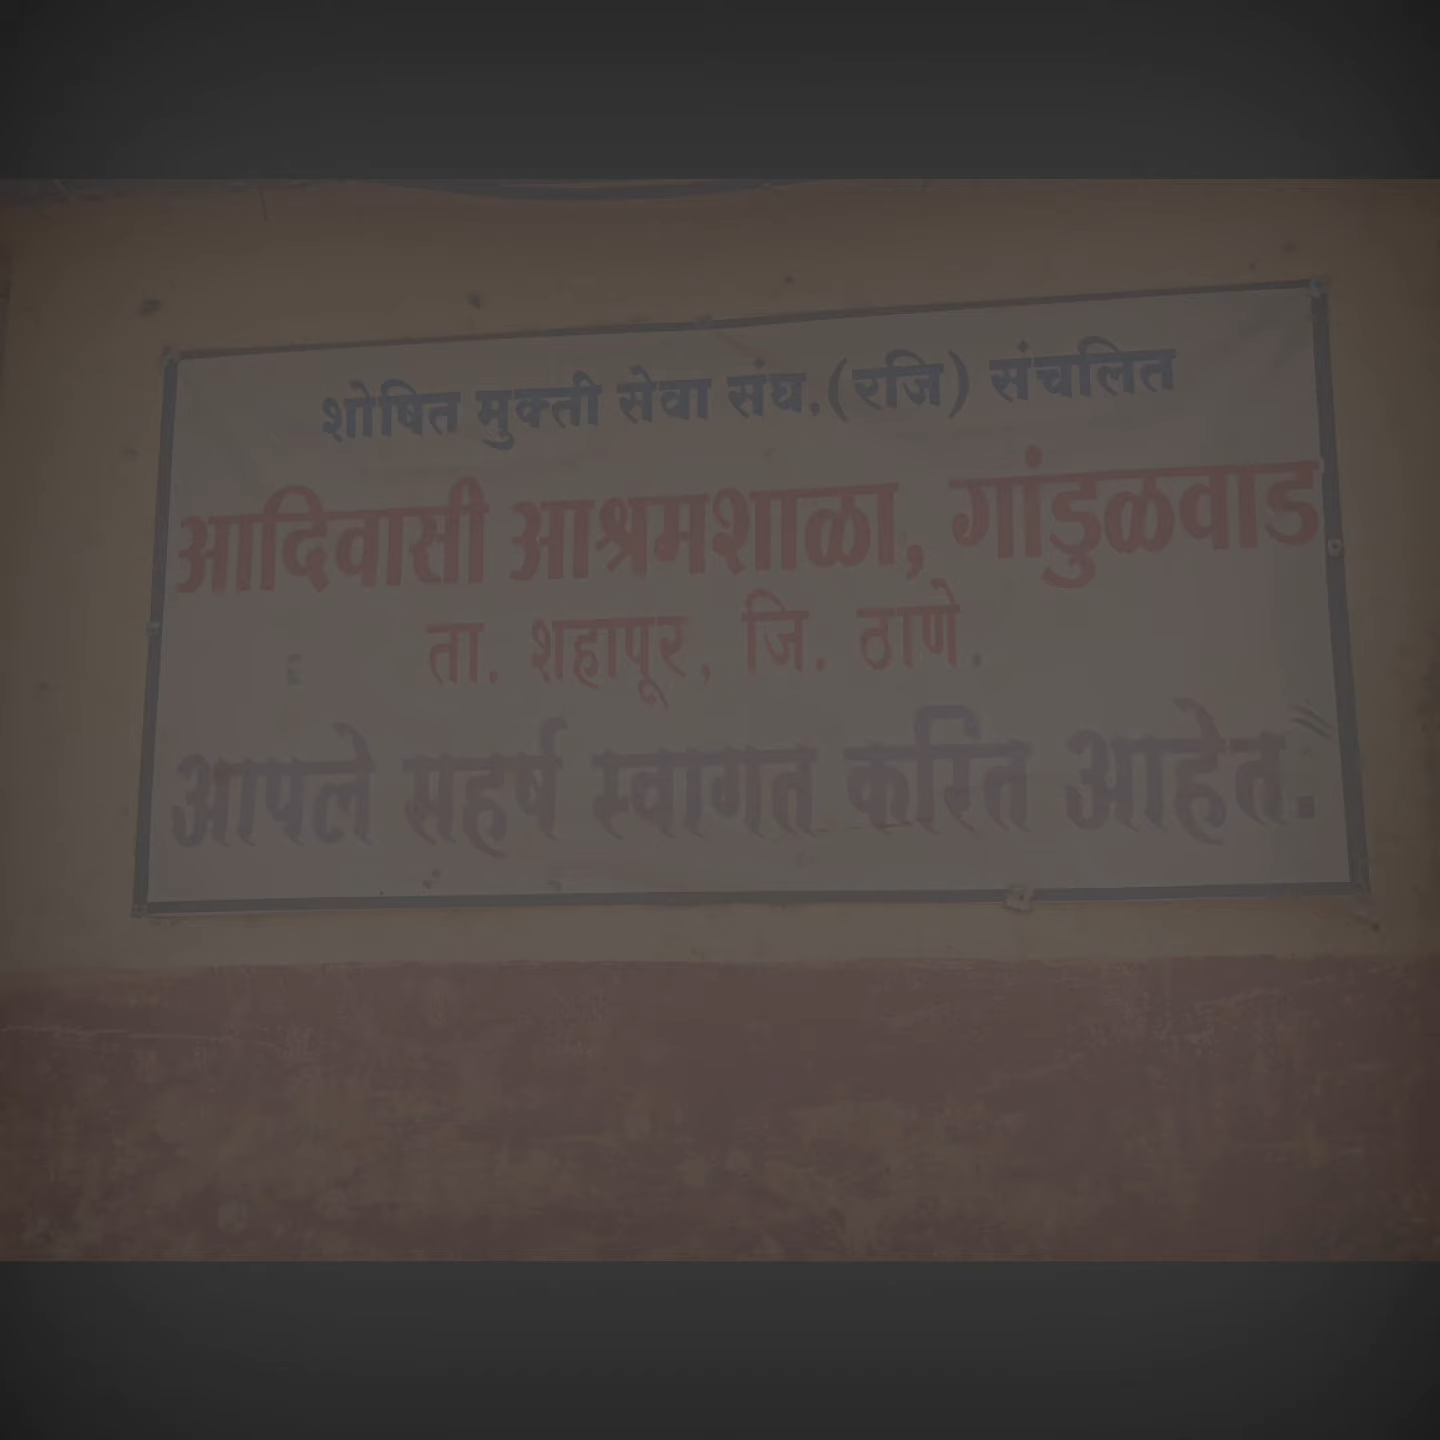 शोषित मुक्ती सेवा संघ.(रजि) संचलित
आदिवासी आश्रमशाळा, गांडुळवाड
ता. शहापूर, जि. ठाणे.
आपले सहर्ष स्वागत करित आहेत.